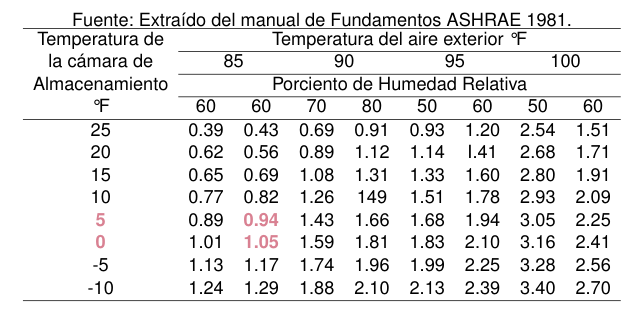 Fuente: Extraído del manual de Fundamentos ASHRAE 1981.
Temperatura de la cámara de Almacenamiento °F
Temperatura del aire exterior °F
85 90 95 100
Porciento de Humedad Relativa
60 60 70 80 50 60 50 60
25 0.39 0.43 0.69 0.91 0.93 1.20 2.54 1.51
20 0.62 0.56 0.89 1.12 1.14 I.41 2.68 1.71
15 0.65 0.69 1.08 1.31 1.33 1.60 2.80 1.91
10 0.77 0.82 1.26 149 1.51 1.78 2.93 2.09
5 0.89 0.94 1.43 1.66 1.68 1.94 3.05 2.25
0 1.01 1.05 1.59 1.81 1.83 2.10 3.16 2.41
-5 1.13 1.17 1.74 1.96 1.99 2.25 3.28 2.56
-10 1.24 1.29 1.88 2.10 2.13 2.39 3.40 2.70